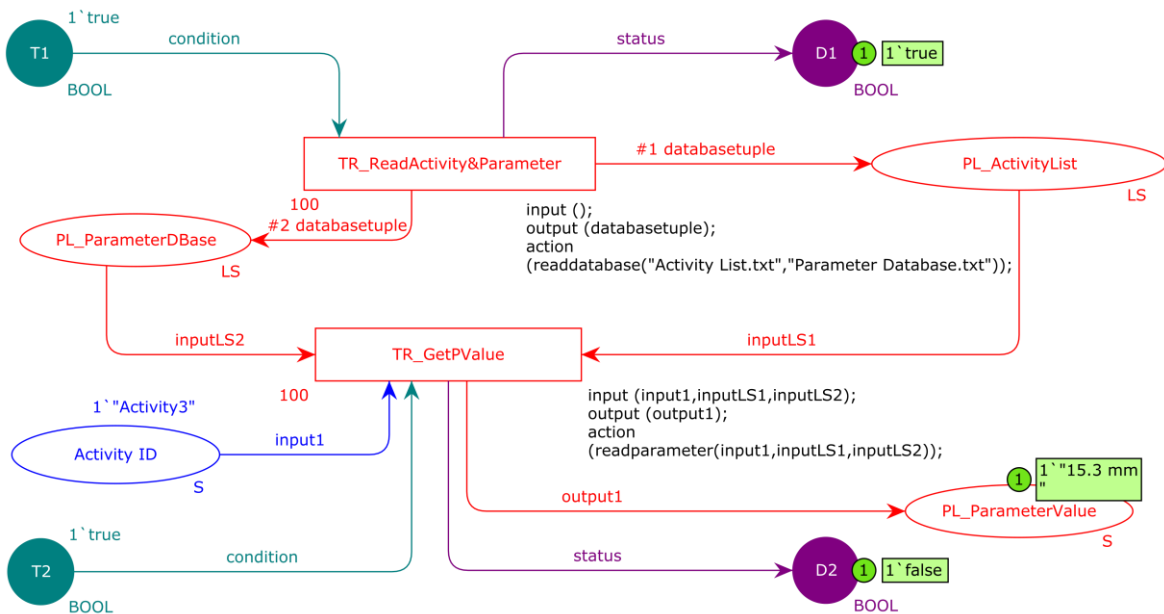 1`true
T1
condition
BOOL
status
D1
1
1`true
BOOL
TR_ReadActivity&Parameter
100
#1 databasetuple
PL_ActivityList
LS
#2 databasetuple
PL_ParameterDBase
LS
input ();
output (databasetuple);
action
(readdatabase("Activity List.txt","Parameter Database.txt"));
inputLS2
TR_GetPValue
100
inputLS1
1`"Activity3"
Activity ID
S
input1
input (input1,inputLS1,inputLS2);
output (output1);
action
(readparameter(input1,inputLS1,inputLS2));
output1
1
1`"15.3 mm
"
PL_ParameterValue
S
1`true
T2
condition
BOOL
status
D2
1
1`false
BOOL